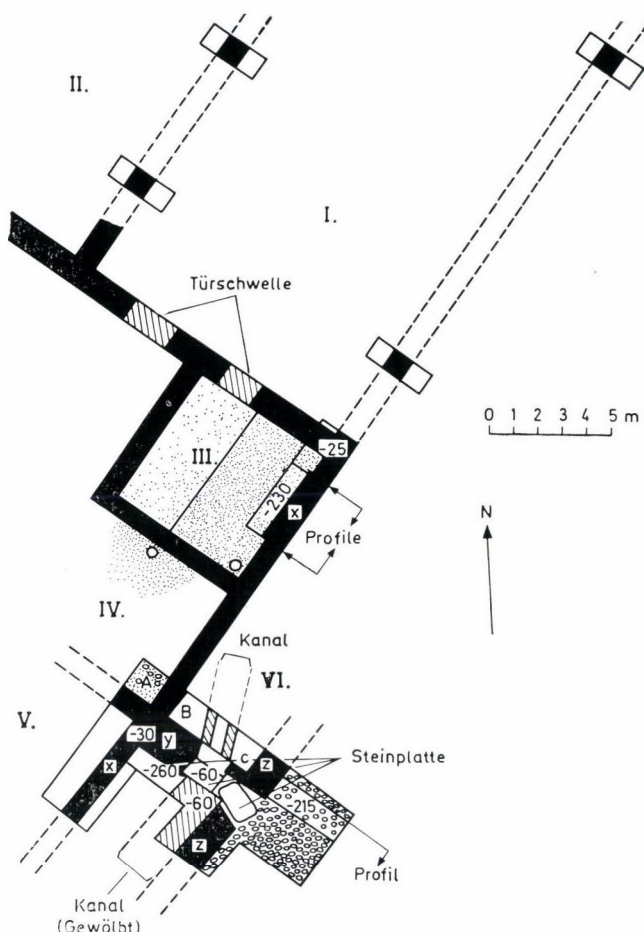 II.
I.
Türschwelle
0 1 2 3 4 5 m
III.
-25
-230
x
Profile
N
IV.
Kanal
VI.
A
V.
B
-30
y
c
z
Steinplatte
x
-260
-60
-60
-215
z
Profil
Kanal
(Gewölbt)